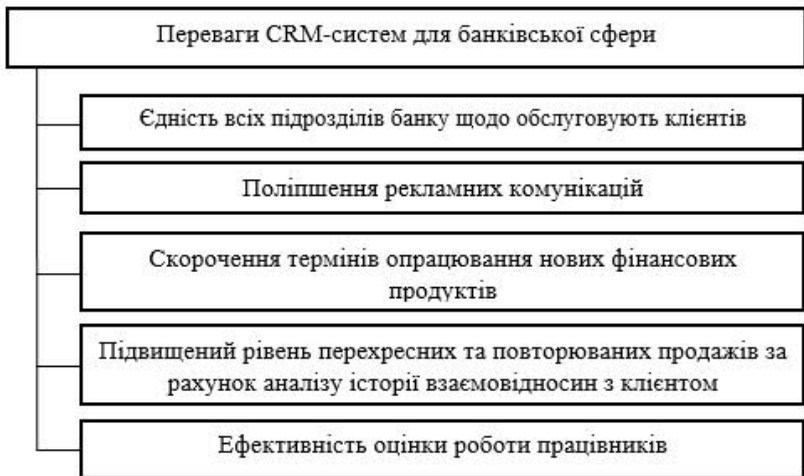 Переваги CRM-систем для банківської сфери
Єдність всіх підрозділів банку щодо обслуговують клієнтів
Поліпшення рекламних комунікацій
Скорочення термінів опрацювання нових фінансових
продуктів
Підвищений рівень перехресних та повторюваних продажів за
рахунок аналізу історії взаємовідносин з клієнтом
Ефективність оцінки роботи працівників